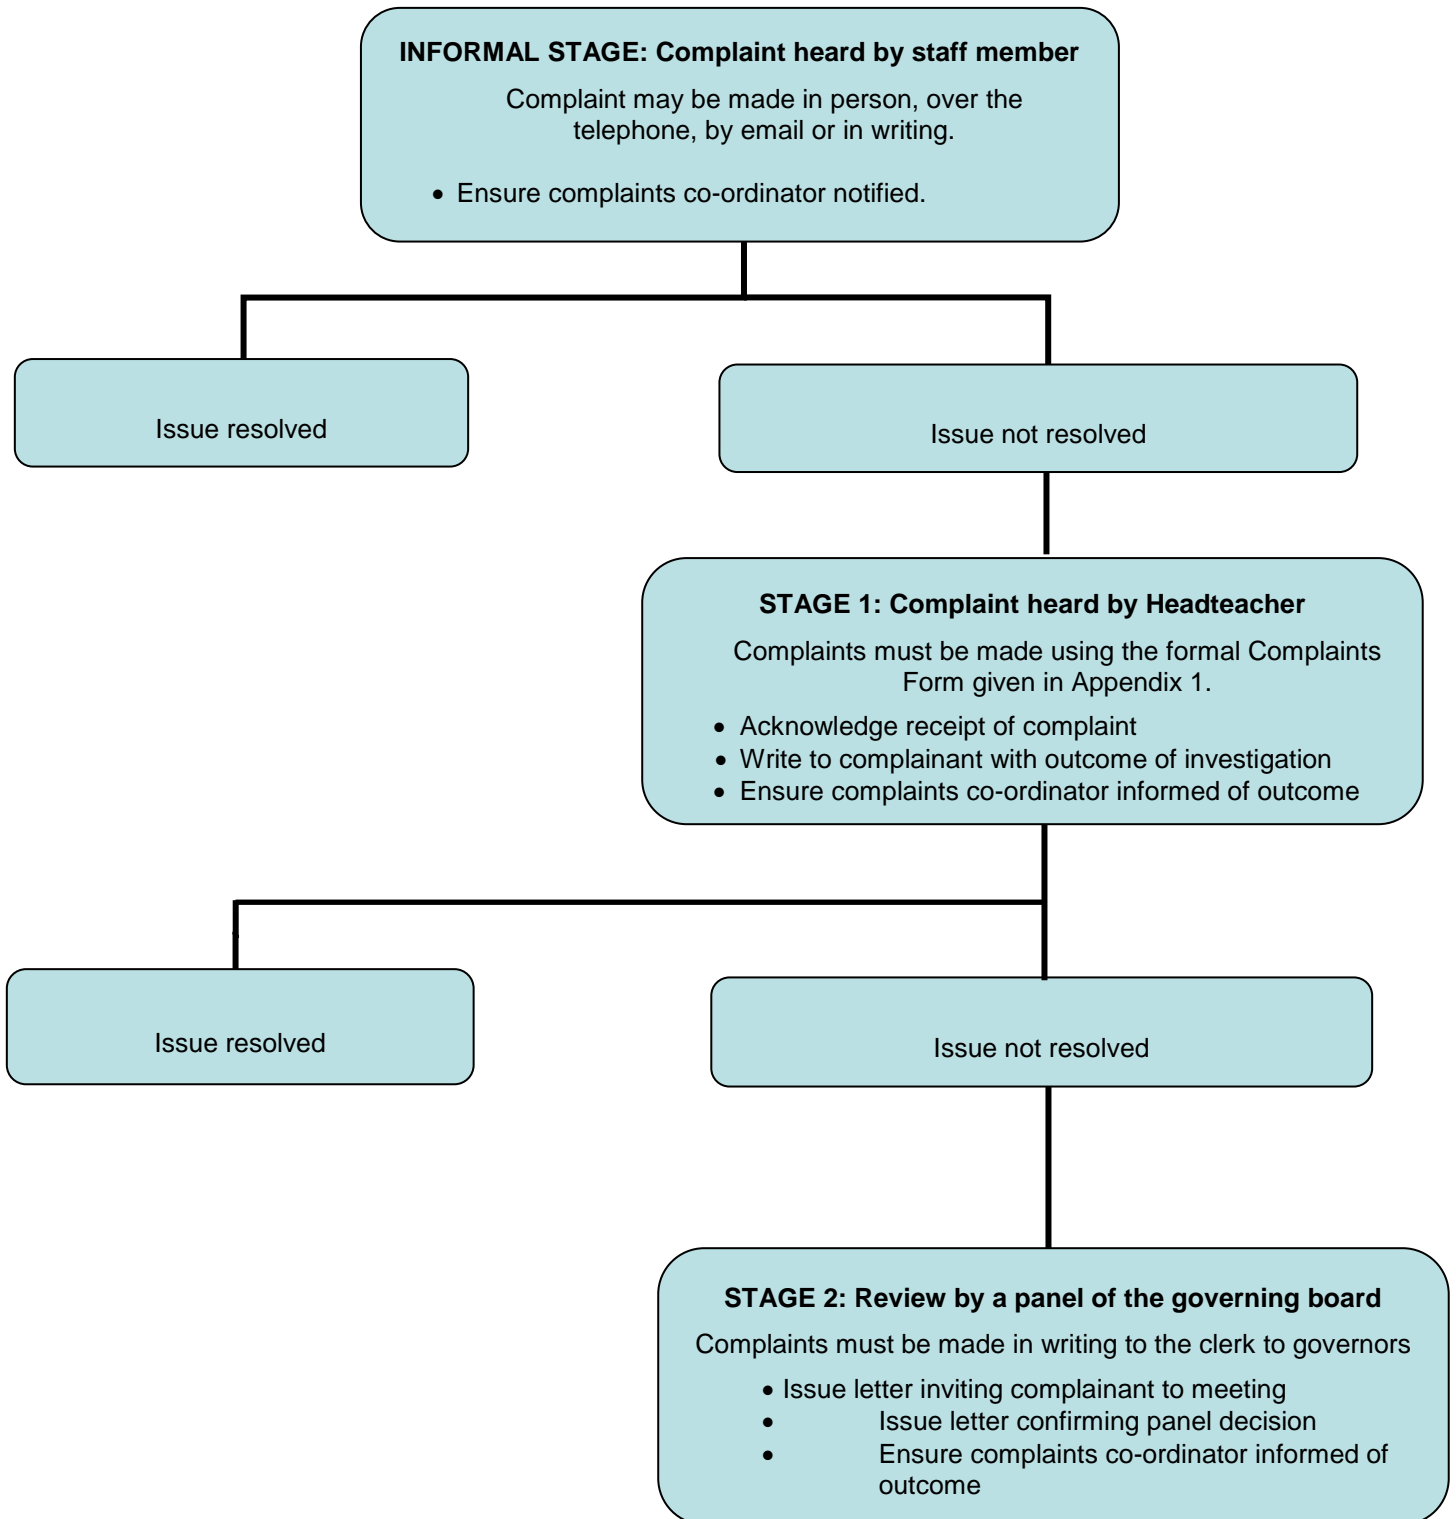 INFORMAL STAGE: Complaint heard by staff member
Complaint may be made in person, over the
telephone, by email or in writing.
• Ensure complaints co-ordinator notified.
Issue resolved
Issue not resolved
STAGE 1: Complaint heard by Headteacher
Complaints must be made using the formal Complaints
Form given in Appendix 1.
• Acknowledge receipt of complaint
• Write to complainant with outcome of investigation
• Ensure complaints co-ordinator informed of outcome
Issue resolved
Issue not resolved
STAGE 2: Review by a panel of the governing board
Complaints must be made in writing to the clerk to governors
• Issue letter inviting complainant to meeting
• Issue letter confirming panel decision
• Ensure complaints co-ordinator informed of
outcome